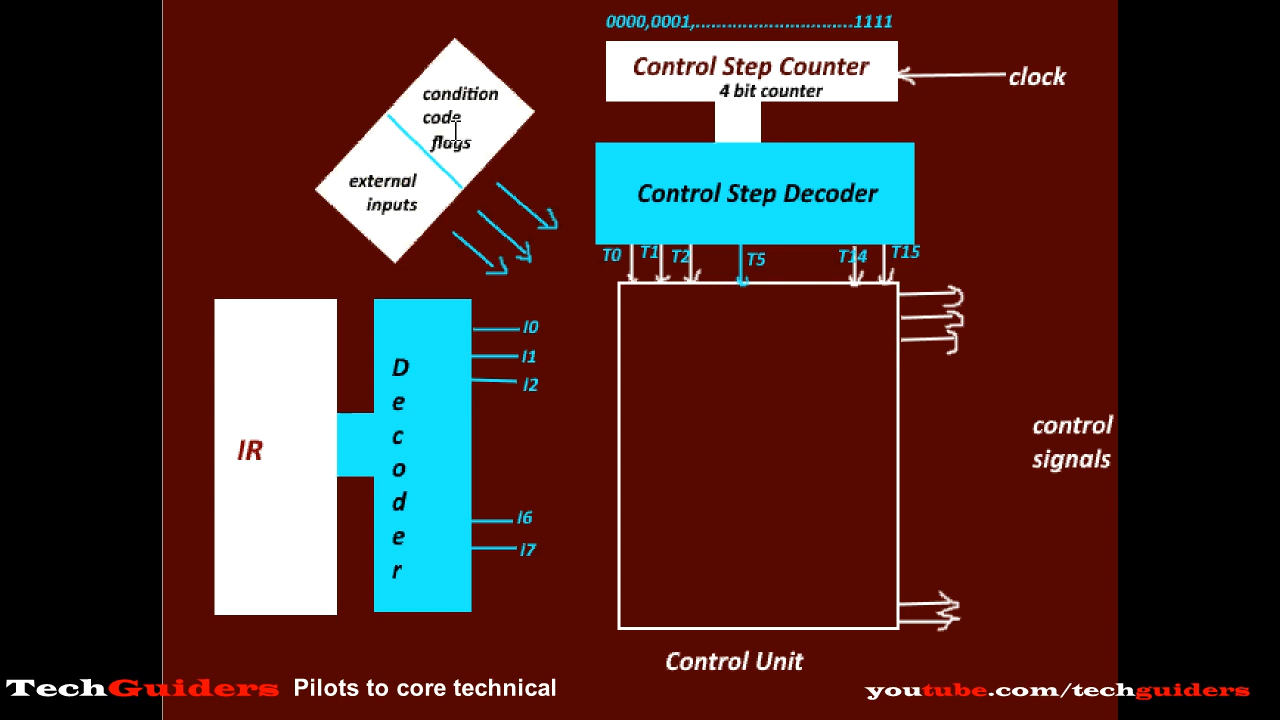 0000,0001,............................1111
Control Step Counter
4 bit counter
clock
condition
code
flags
external
inputs
Control Step Decoder
T0 T1 T2 T5 T14 T15
I0
I1
I2
IR
D
e
c
o
d
e
r
I6
I7
control
signals
Control Unit
TechGuiders Pilots to core technical
youtube.com/techguiders